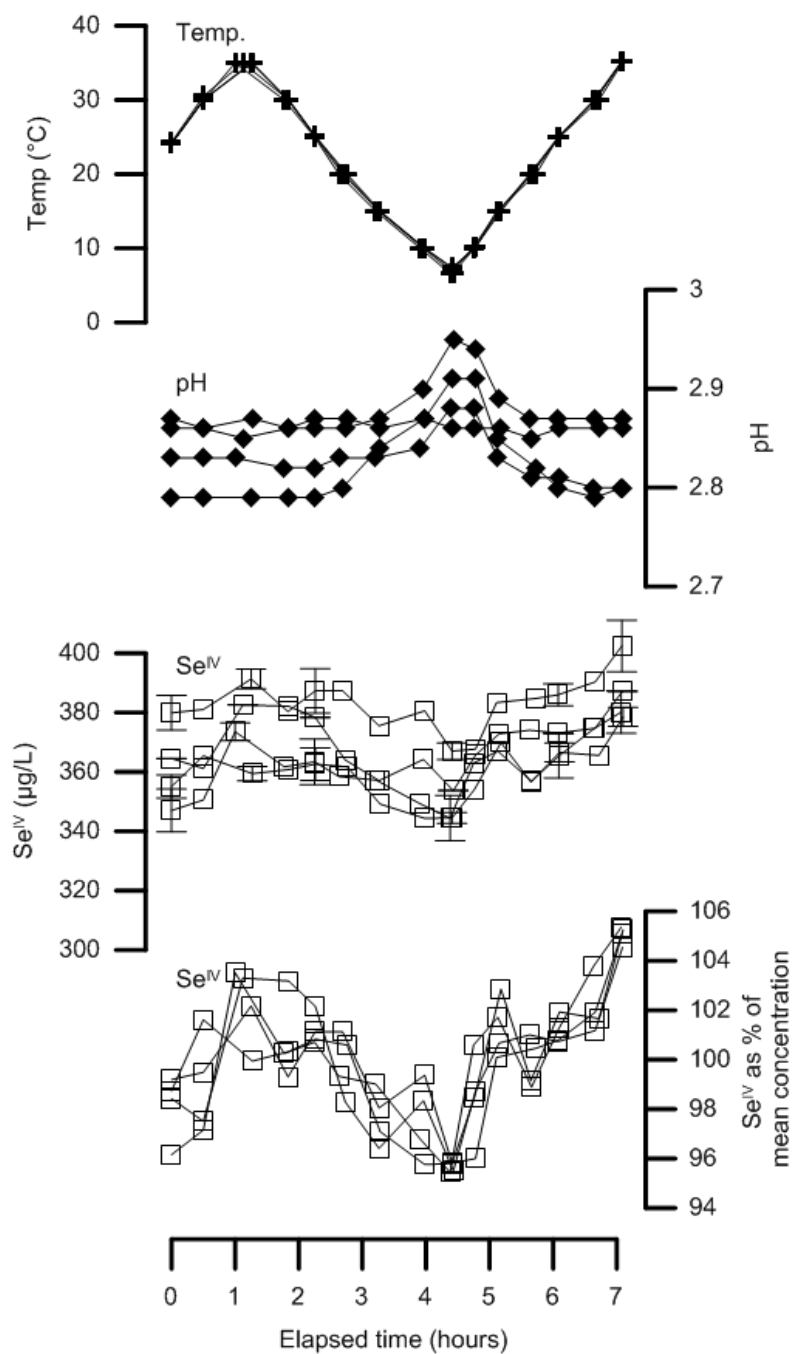 40
Temp.
30
20
10
0
Temp (°C)
3
pH
2.9
2.8
2.7
pH
400
Se^IV
380
360
340
320
300
Se^IV (µg/L)
106
Se^IV
104
102
100
98
96
94
Se^IV as % of
mean concentration
0 1 2 3 4 5 6 7
Elapsed time (hours)